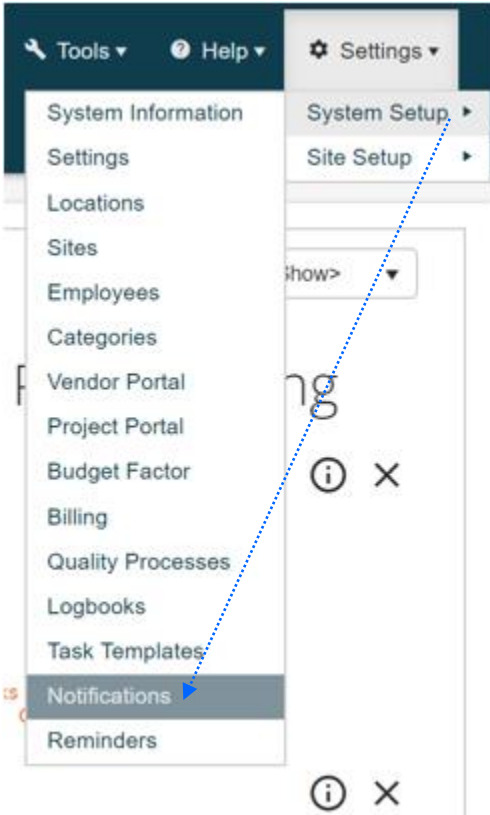 Tools Help Settings
System Information
Settings
Locations
Sites
Employees
Categories
Vendor Portal
Project Portal
Budget Factor
Billing
Quality Processes
Logbooks
Task Templates
Notifications
Reminders
System Setup
Site Setup